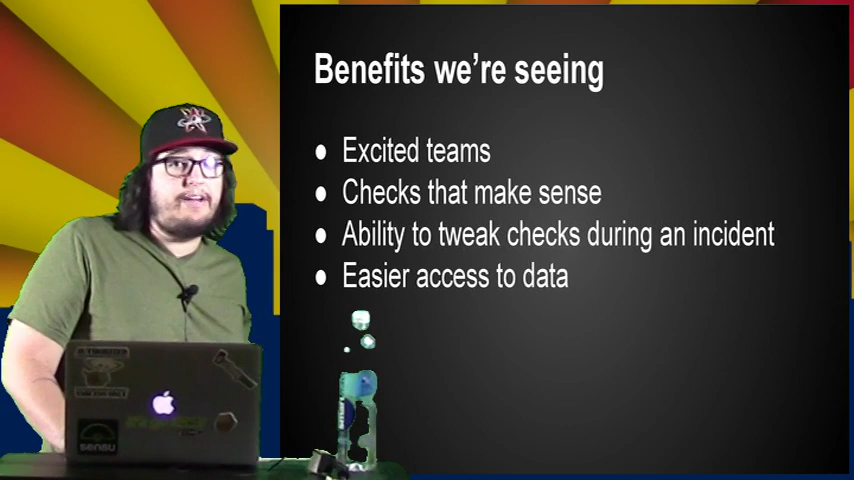 Benefits we're seeing
● Excited teams
● Checks that make sense
● Ability to tweak checks during an incident
● Easier access to data
sensu